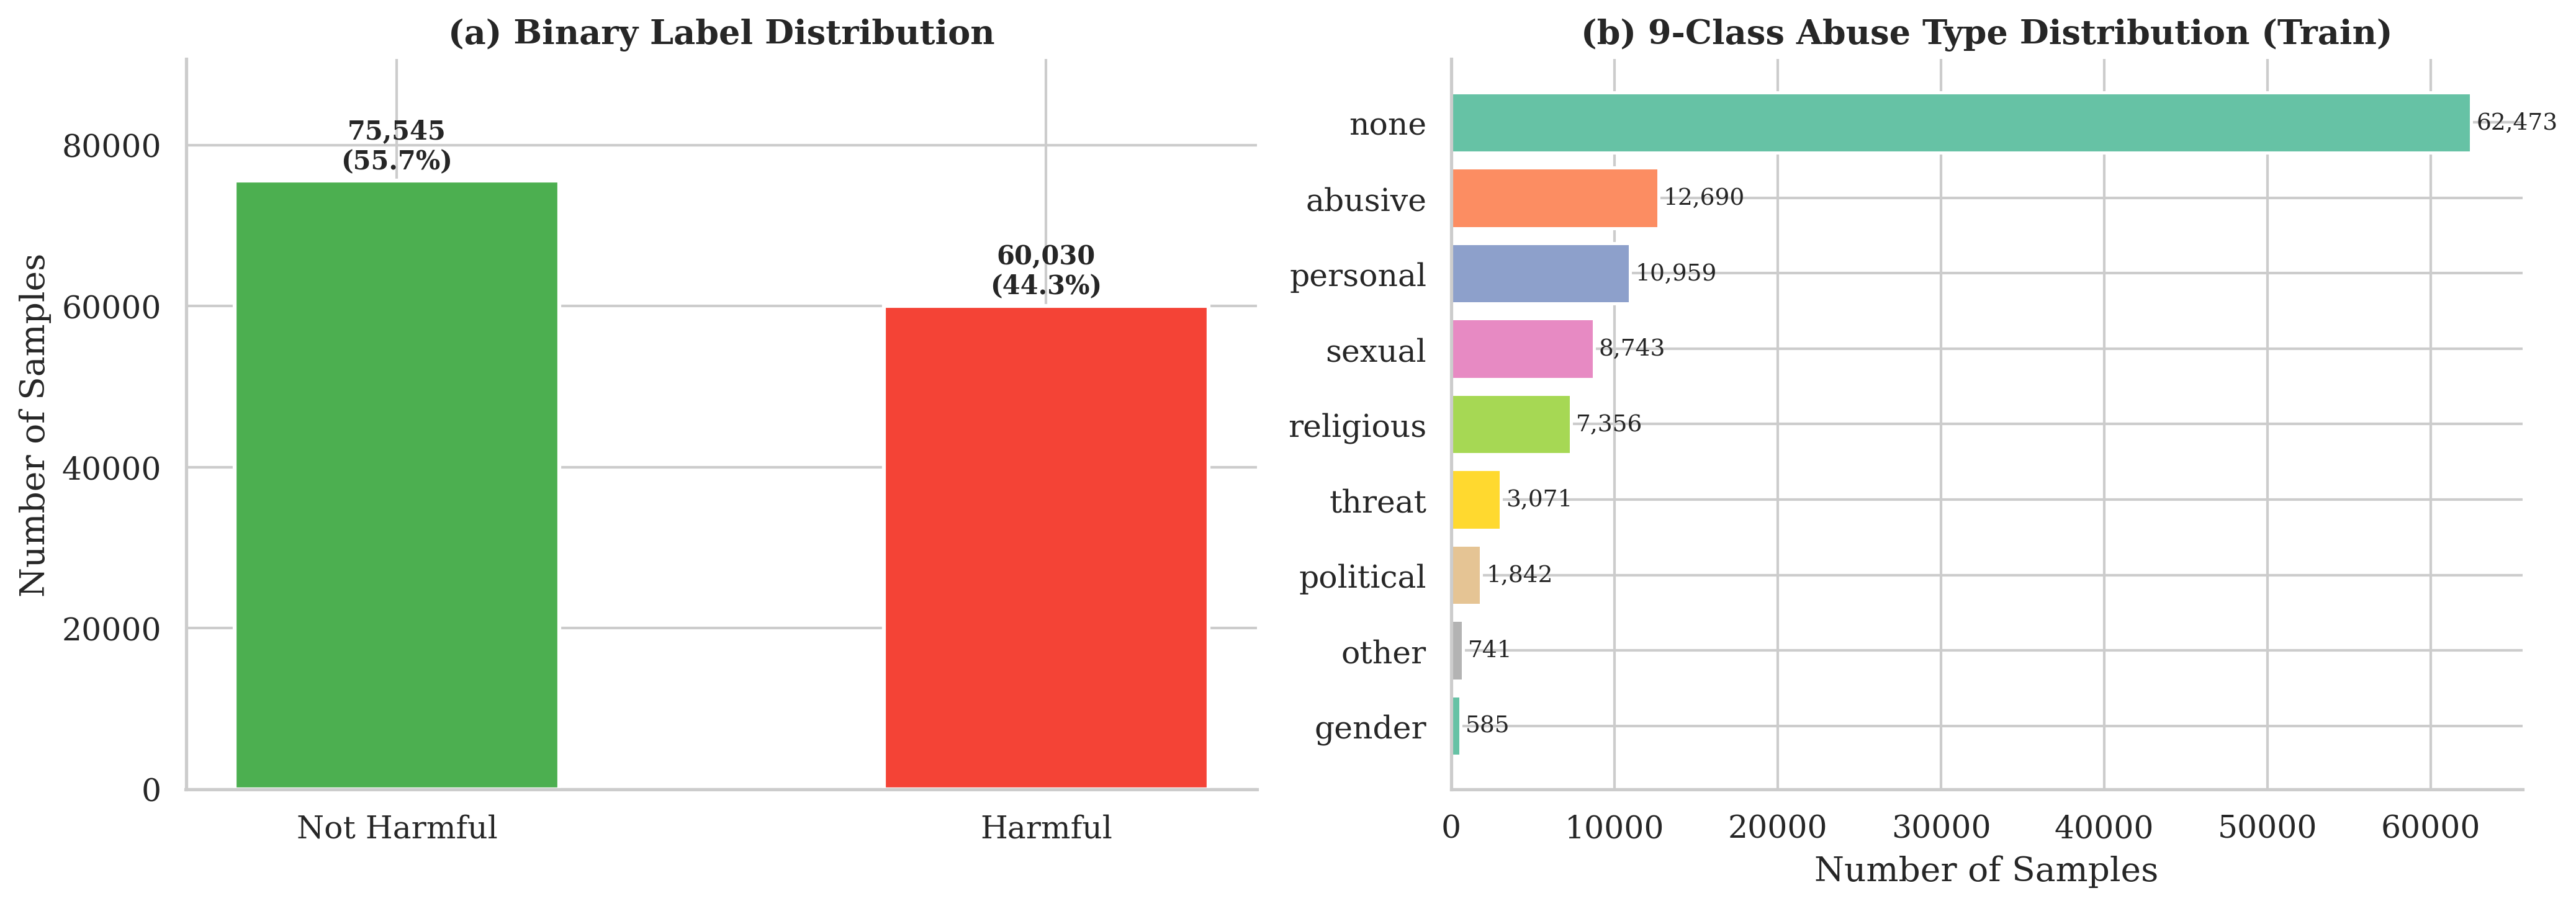 (a) Binary Label Distribution
Number of Samples
80000
60000
40000
20000
0
75,545
(55.7%)
60,030
(44.3%)
Not Harmful
Harmful
(b) 9-Class Abuse Type Distribution (Train)
none
62,473
abusive
12,690
personal
10,959
sexual
8,743
religious
7,356
threat
3,071
political
1,842
other
741
gender
585
0 10000 20000 30000 40000 50000 60000
Number of Samples